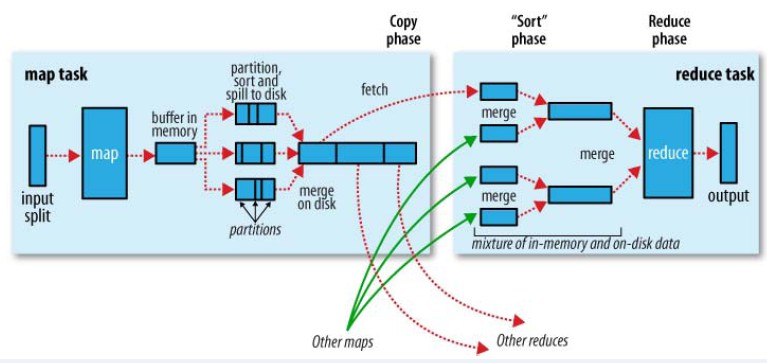 Copy
phase
"Sort"
phase
Reduce
phase
map task
reduce task
partition,
sort and
spill to disk
fetch
buffer in
memory
map
input
split
merge
on disk
partitions
merge
merge
merge
reduce
output
mixture of in-memory and on-disk data
Other maps
Other reduces